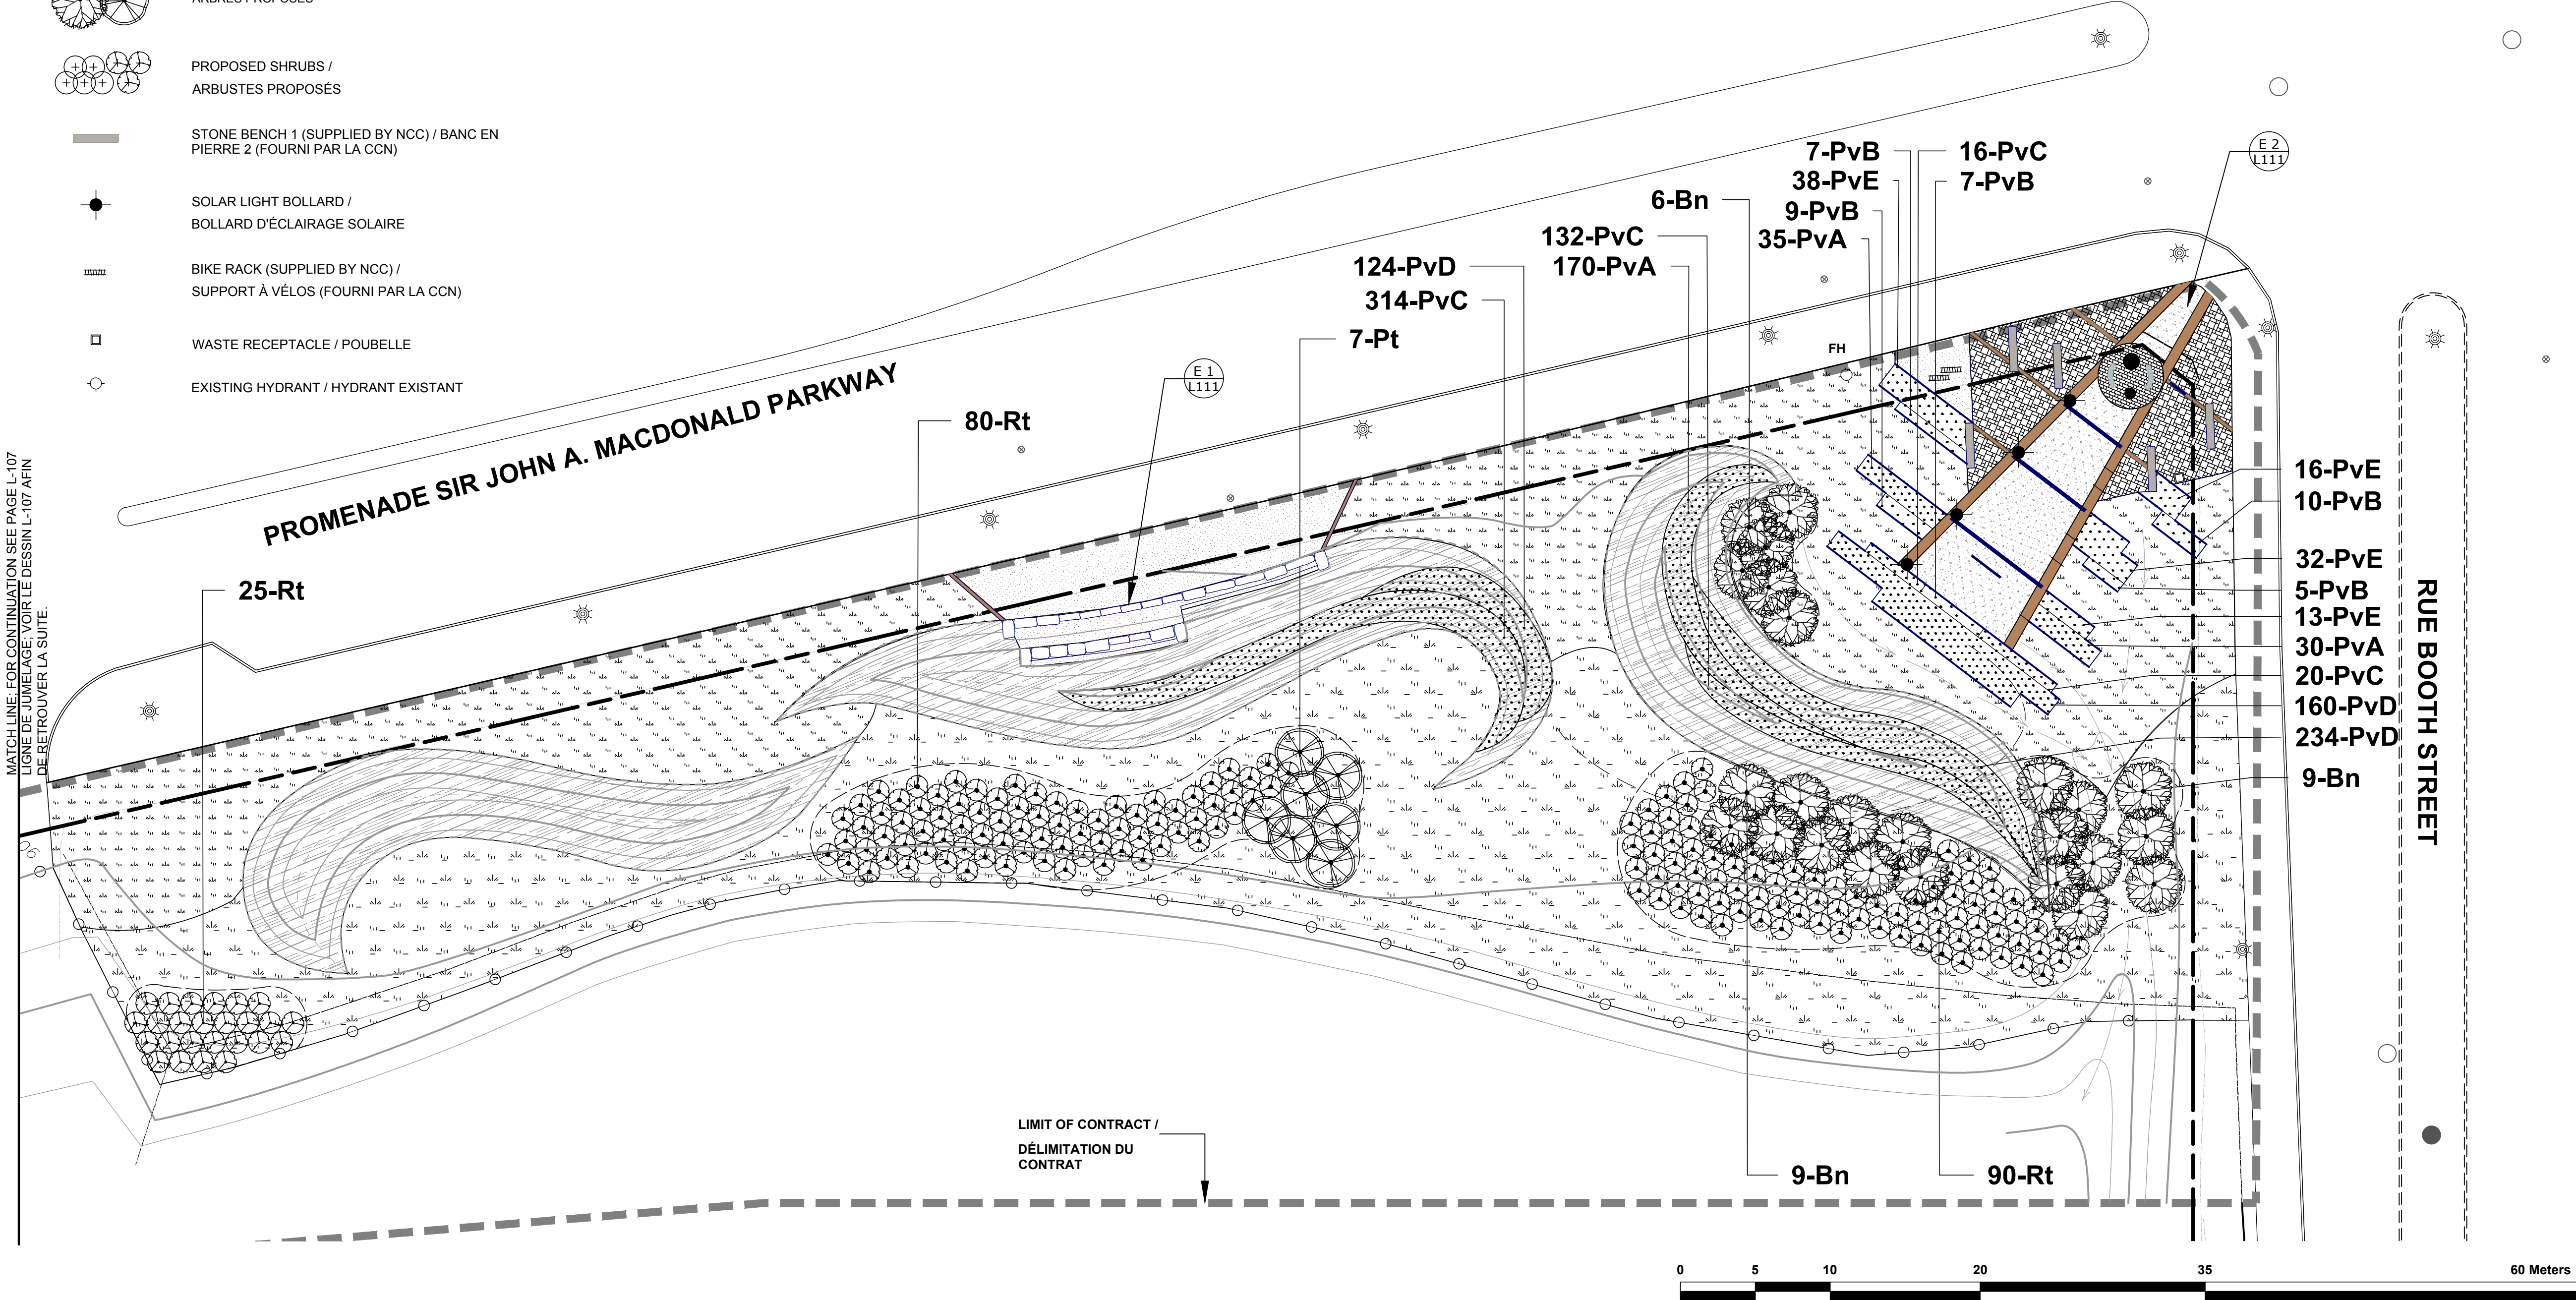 PROPOSED SHRUBS /
ARBUSTES PROPOSÉS
STONE BENCH 1 (SUPPLIED BY NCC) / BANC EN
PIERRE 2 (FOURNI PAR LA CCN)
SOLAR LIGHT BOLLARD /
BOLLARD D'ÉCLAIRAGE SOLAIRE
BIKE RACK (SUPPLIED BY NCC) /
SUPPORT À VÉLOS (FOURNI PAR LA CCN)
WASTE RECEPTACLE / POUBELLE
EXISTING HYDRANT / HYDRANT EXISTANT
MATCH LINE; FOR CONTINUATION SEE PAGE L-107
LIGNE DE JUMELAGE; VOIR LE DESSIN L-107 AFIN
DE RETROUVER LA SUITE.
PROMENADE SIR JOHN A. MACDONALD PARKWAY
25-Rt
80-Rt
E 1
L111
7-Pt
314-PvC
124-PvD
170-PvA
132-PvC
6-Bn
35-PvA
9-PvB
38-PvE
7-PvB
16-PvC
7-PvB
FH
E 2
L111
16-PvE
10-PvB
32-PvE
5-PvB
13-PvE
30-PvA
20-PvC
160-PvD
234-PvD
9-Bn
RUE BOOTH STREET
LIMIT OF CONTRACT /
DÉLIMITATION DU
CONTRAT
9-Bn
90-Rt
0 5 10 20 35 60 Meters